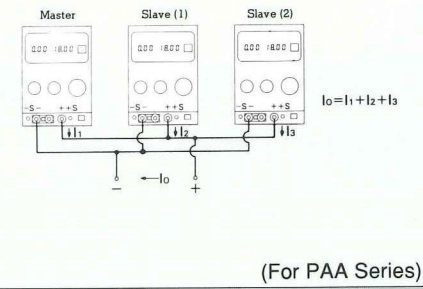 Master Slave (1) Slave (2)
0.00 18.00 0.00 18.00 0.00 18.00
-S- ++S -S- ++S -S- ++S
I1 I2 I3
Io=I1+I2+I3
- Io +
(For PAA Series)